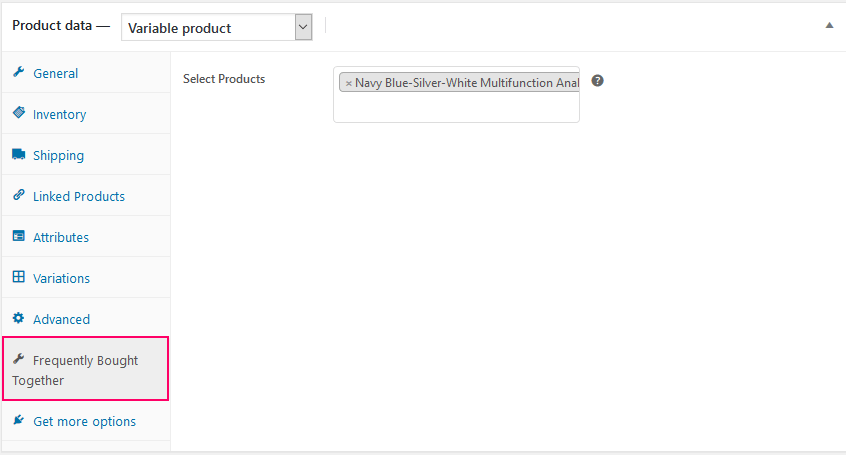 Product data — Variable product
General
Select Products
× Navy Blue-Silver-White Multifunction Anal
?
Inventory
Shipping
Linked Products
Attributes
Variations
Advanced
Frequently Bought
Together
Get more options